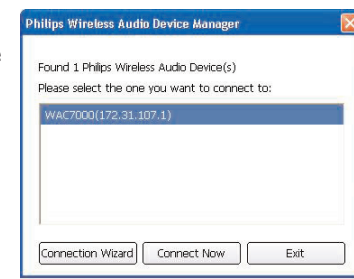 Philips Wireless Audio Device Manager
Found 1 Philips Wireless Audio Device(s)
Please select the one you want to connect to:
WAC7000(172.31.107.1)
Connection Wizard Connect Now Exit